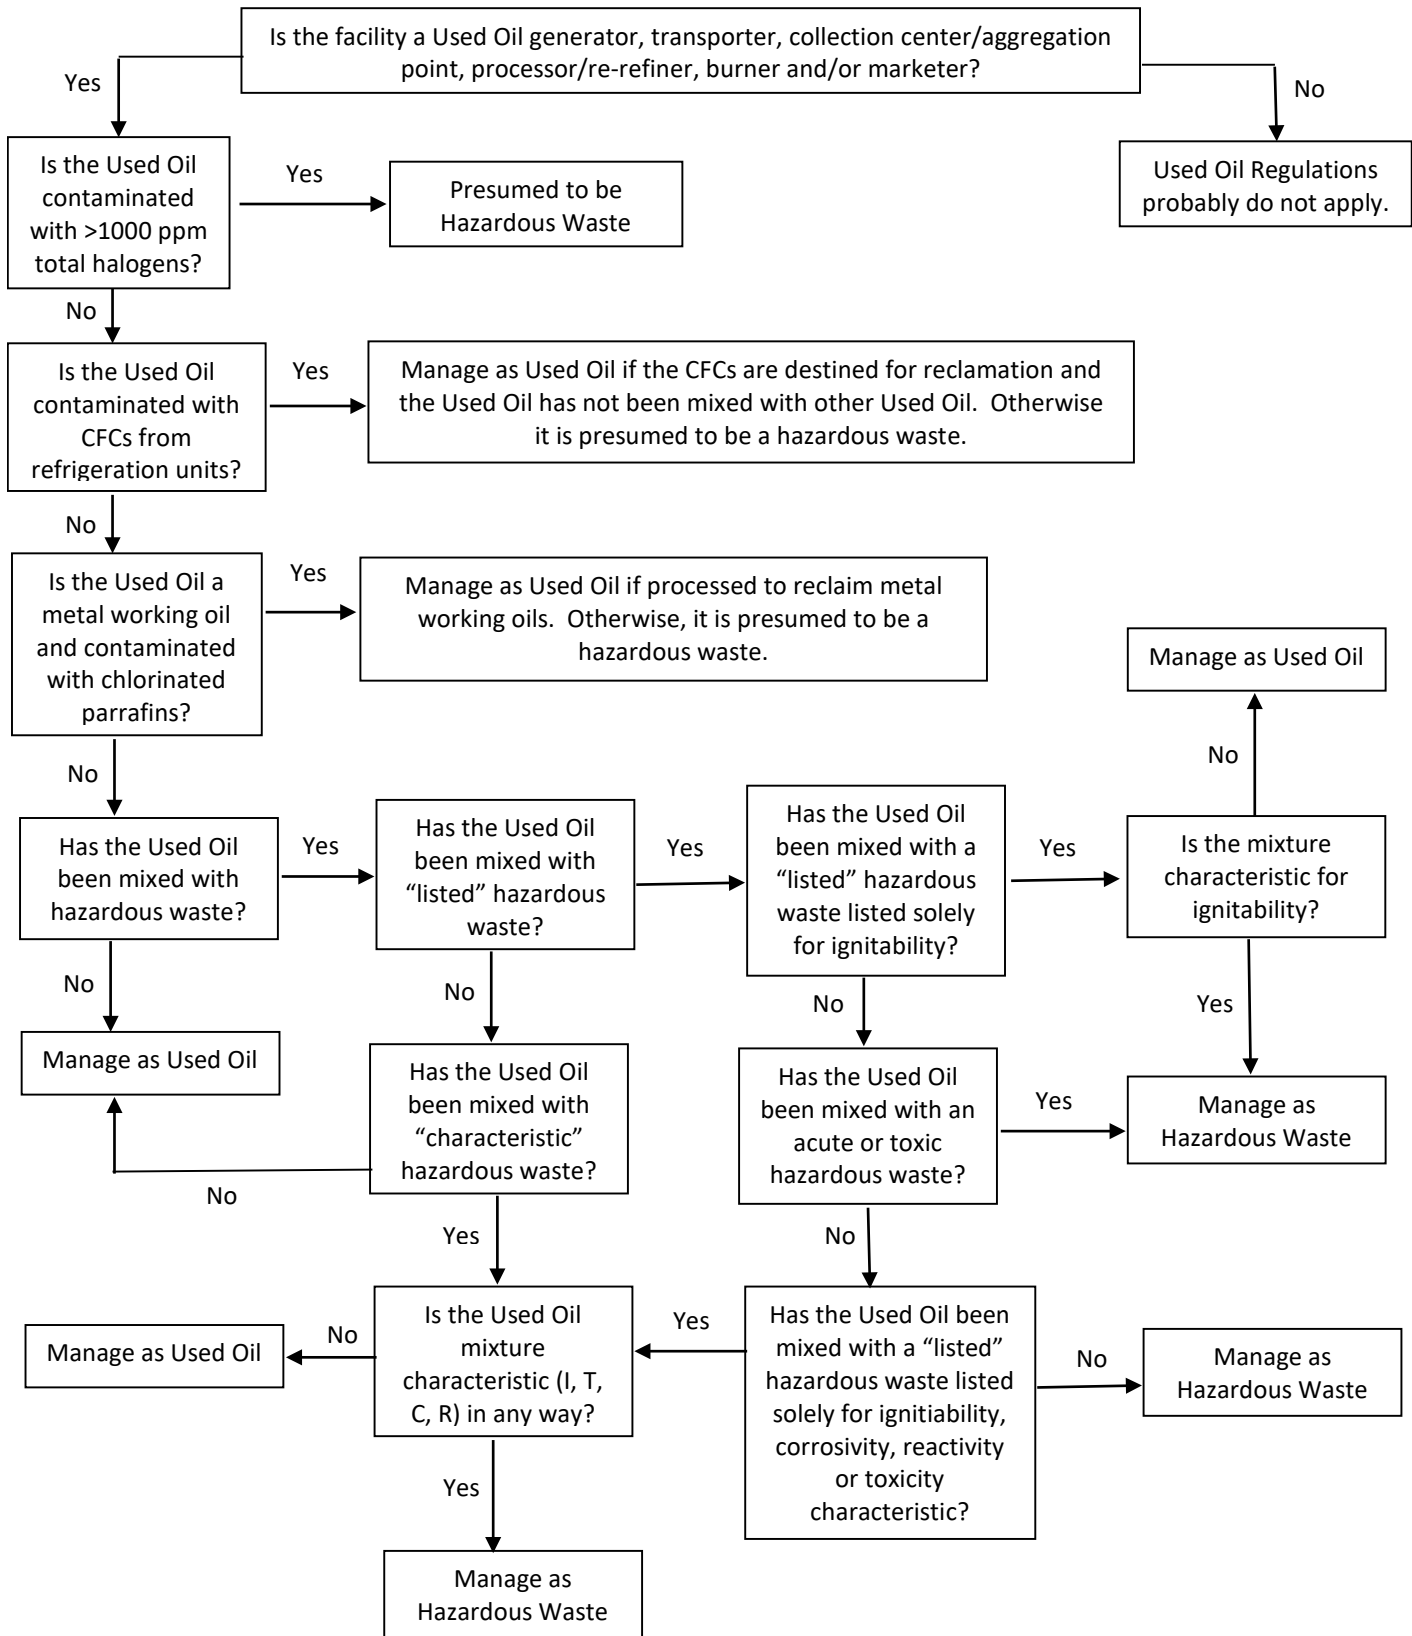 Is the facility a Used Oil generator, transporter, collection center/aggregation
point, processor/re-refiner, burner and/or marketer?
Yes
No
Is the Used Oil
contaminated
with >1000 ppm
total halogens?
Yes
Presumed to be
Hazardous Waste
Used Oil Regulations
probably do not apply.
No
Is the Used Oil
contaminated with
CFCs from
refrigeration units?
Yes
Manage as Used Oil if the CFCs are destined for reclamation and
the Used Oil has not been mixed with other Used Oil.  Otherwise
it is presumed to be a hazardous waste.
No
Is the Used Oil a
metal working oil
and contaminated
with chlorinated
parrafins?
Yes
Manage as Used Oil if processed to reclaim metal
working oils.  Otherwise, it is presumed to be a
hazardous waste.
Manage as Used Oil
No
No
Has the Used Oil
been mixed with
hazardous waste?
Yes
Has the Used Oil
been mixed with
“listed” hazardous
waste?
Yes
Has the Used Oil
been mixed with a
“listed” hazardous
waste listed solely
for ignitability?
Yes
Is the mixture
characteristic for
ignitability?
No
No
No
Yes
Manage as Used Oil
Has the Used Oil
been mixed with
“characteristic”
hazardous waste?
Has the Used Oil
been mixed with an
acute or toxic
hazardous waste?
Yes
Manage as
Hazardous Waste
No
Yes
No
Manage as Used Oil
No
Is the Used Oil
mixture
characteristic (I, T,
C, R) in any way?
Yes
Has the Used Oil been
mixed with a “listed”
hazardous waste listed
solely for ignitiability,
corrosivity, reactivity
or toxicity
characteristic?
No
Manage as
Hazardous Waste
Yes
Manage as
Hazardous Waste